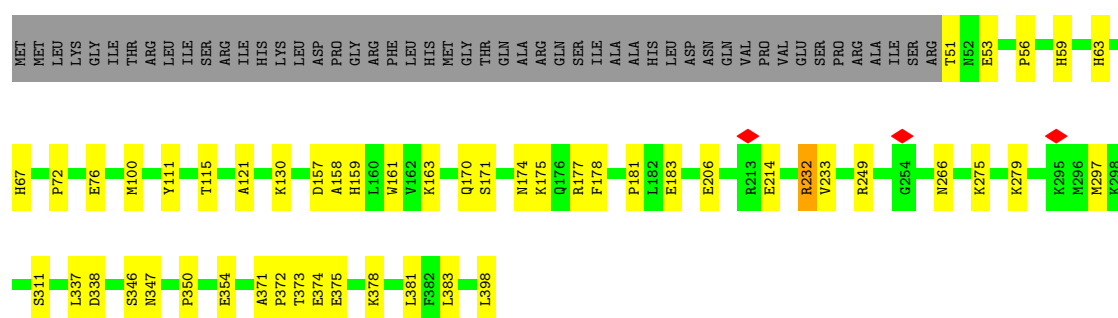 MET MET LEU LYS GLY ILE THR ARG LEU ILE SER ARG ILE HIS LYS LEU ASP PRO GLY ARG PHE LEU HIS MET GLY THR GLN ALA ARG GLN SER ILE ALA ALA HIS LEU ASP ASN GLN VAL PRO VAL GLU SER PRO ARG ALA ILE SER ARG T51 N52 E53 P56 H59 H63
H67 P72 E76 M100 Y111 T115 A121 K130 D157 A158 H159 L160 W161 V162 K163 Q170 S171 N174 K175 Q176 R177 F178 F181 L182 E183 E206 R213 E214 R232 V233 R249 G254 N266 K275 K279 K295 M296 M297 K298
S311 L337 D338 S346 N347 P350 E354 A371 P372 T373 E374 E375 K378 L381 F382 L383 L398